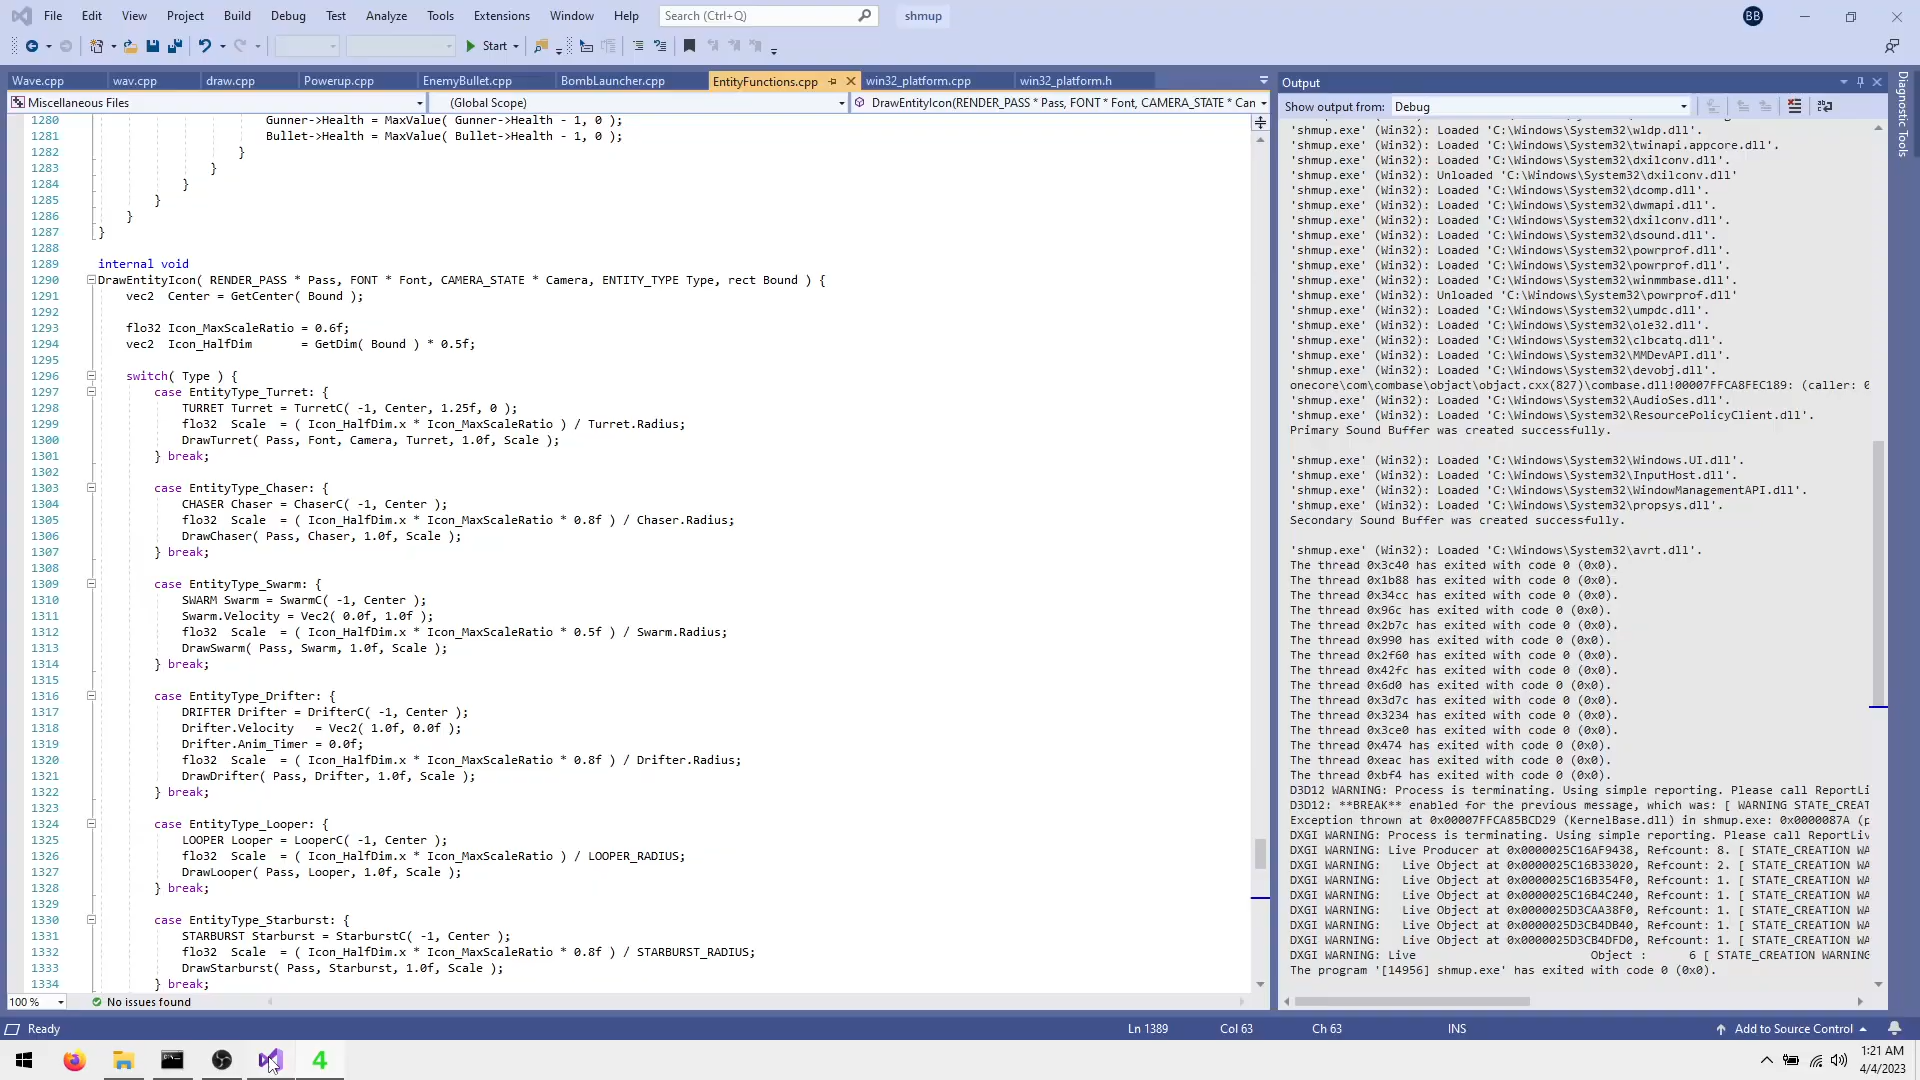 File Edit View Project Build Debug Test Analyze Tools Extensions Window Help Search (Ctrl+Q) shmup BB
Start
Wave.cpp wav.cpp draw.cpp Powerup.cpp EnemyBullet.cpp BombLauncher.cpp EntityFunctions.cpp win32_platform.cpp win32_platform.h
Miscellaneous Files (Global Scope) DrawEntityIcon(RENDER_PASS * Pass, FONT * Font, CAMERA_STATE * Can
1280 Gunner->Health = MaxValue( Gunner->Health - 1, 0 );
1281 Bullet->Health = MaxValue( Bullet->Health - 1, 0 );
1282 }
1283 }
1284 }
1285 }
1286 }
1287 }
1288
1289 internal void
1290 DrawEntityIcon( RENDER_PASS * Pass, FONT * Font, CAMERA_STATE * Camera, ENTITY_TYPE Type, rect Bound ) {
1291 vec2 Center = GetCenter( Bound );
1292
1293 flo32 Icon_MaxScaleRatio = 0.6f;
1294 vec2 Icon_HalfDim = GetDim( Bound ) * 0.5f;
1295
1296 switch( Type ) {
1297 case EntityType_Turret: {
1298 TURRET Turret = TurretC( -1, Center, 1.25f, 0 );
1299 flo32 Scale = ( Icon_HalfDim.x * Icon_MaxScaleRatio ) / Turret.Radius;
1300 DrawTurret( Pass, Font, Camera, Turret, 1.0f, Scale );
1301 } break;
1302
1303 case EntityType_Chaser: {
1304 CHASER Chaser = ChaserC( -1, Center );
1305 flo32 Scale = ( Icon_HalfDim.x * Icon_MaxScaleRatio * 0.8f ) / Chaser.Radius;
1306 DrawChaser( Pass, Chaser, 1.0f, Scale );
1307 } break;
1308
1309 case EntityType_Swarm: {
1310 SWARM Swarm = SwarmC( -1, Center );
1311 Swarm.Velocity = Vec2( 0.0f, 1.0f );
1312 flo32 Scale = ( Icon_HalfDim.x * Icon_MaxScaleRatio * 0.5f ) / Swarm.Radius;
1313 DrawSwarm( Pass, Swarm, 1.0f, Scale );
1314 } break;
1315
1316 case EntityType_Drifter: {
1317 DRIFTER Drifter = DrifterC( -1, Center );
1318 Drifter.Velocity = Vec2( 1.0f, 0.0f );
1319 Drifter.Anim_Timer = 0.0f;
1320 flo32 Scale = ( Icon_HalfDim.x * Icon_MaxScaleRatio * 0.8f ) / Drifter.Radius;
1321 DrawDrifter( Pass, Drifter, 1.0f, Scale );
1322 } break;
1323
1324 case EntityType_Looper: {
1325 LOOPER Looper = LooperC( -1, Center );
1326 flo32 Scale = ( Icon_HalfDim.x * Icon_MaxScaleRatio ) / LOOPER_RADIUS;
1327 DrawLooper( Pass, Looper, 1.0f, Scale );
1328 } break;
1329
1330 case EntityType_Starburst: {
1331 STARBURST Starburst = StarburstC( -1, Center );
1332 flo32 Scale = ( Icon_HalfDim.x * Icon_MaxScaleRatio * 0.8f ) / STARBURST_RADIUS;
1333 DrawStarburst( Pass, Starburst, 1.0f, Scale );
1334 } break;
100 % No issues found
Output
Show output from: Debug
'shmup.exe' (Win32): Loaded 'C:\Windows\System32\wldp.dll'.
'shmup.exe' (Win32): Loaded 'C:\Windows\System32\twinapi.appcore.dll'.
'shmup.exe' (Win32): Loaded 'C:\Windows\System32\dxilconv.dll'.
'shmup.exe' (Win32): Unloaded 'C:\Windows\System32\dxilconv.dll'
'shmup.exe' (Win32): Loaded 'C:\Windows\System32\dcomp.dll'.
'shmup.exe' (Win32): Loaded 'C:\Windows\System32\dwmapi.dll'.
'shmup.exe' (Win32): Loaded 'C:\Windows\System32\dxilconv.dll'.
'shmup.exe' (Win32): Loaded 'C:\Windows\System32\dsound.dll'.
'shmup.exe' (Win32): Loaded 'C:\Windows\System32\powrprof.dll'.
'shmup.exe' (Win32): Loaded 'C:\Windows\System32\powrprof.dll'.
'shmup.exe' (Win32): Loaded 'C:\Windows\System32\winmmbase.dll'.
'shmup.exe' (Win32): Unloaded 'C:\Windows\System32\powrprof.dll'
'shmup.exe' (Win32): Loaded 'C:\Windows\System32\umpdc.dll'.
'shmup.exe' (Win32): Loaded 'C:\Windows\System32\ole32.dll'.
'shmup.exe' (Win32): Loaded 'C:\Windows\System32\clbcatq.dll'.
'shmup.exe' (Win32): Loaded 'C:\Windows\System32\MMDevAPI.dll'.
'shmup.exe' (Win32): Loaded 'C:\Windows\System32\devobj.dll'.
onecore\com\combase\object\object.cxx(827)\combase.dll!00007FFCA8FEC189: (caller: 0
'shmup.exe' (Win32): Loaded 'C:\Windows\System32\AudioSes.dll'.
'shmup.exe' (Win32): Loaded 'C:\Windows\System32\ResourcePolicyClient.dll'.
Primary Sound Buffer was created successfully.
'shmup.exe' (Win32): Loaded 'C:\Windows\System32\Windows.UI.dll'.
'shmup.exe' (Win32): Loaded 'C:\Windows\System32\InputHost.dll'.
'shmup.exe' (Win32): Loaded 'C:\Windows\System32\WindowManagementAPI.dll'.
'shmup.exe' (Win32): Loaded 'C:\Windows\System32\propsys.dll'.
Secondary Sound Buffer was created successfully.
'shmup.exe' (Win32): Loaded 'C:\Windows\System32\avrt.dll'.
The thread 0x3c40 has exited with code 0 (0x0).
The thread 0x1b88 has exited with code 0 (0x0).
The thread 0x34cc has exited with code 0 (0x0).
The thread 0x96c has exited with code 0 (0x0).
The thread 0x2b7c has exited with code 0 (0x0).
The thread 0x990 has exited with code 0 (0x0).
The thread 0x2f60 has exited with code 0 (0x0).
The thread 0x42fc has exited with code 0 (0x0).
The thread 0x6d0 has exited with code 0 (0x0).
The thread 0x3d7c has exited with code 0 (0x0).
The thread 0x3234 has exited with code 0 (0x0).
The thread 0x3ce0 has exited with code 0 (0x0).
The thread 0x474 has exited with code 0 (0x0).
The thread 0xeac has exited with code 0 (0x0).
The thread 0xbf4 has exited with code 0 (0x0).
D3D12 WARNING: Process is terminating. Using simple reporting. Please call ReportLi
D3D12: **BREAK** enabled for the previous message, which was: [ WARNING STATE_CREAT
Exception thrown at 0x00007FFCA85BCD29 (KernelBase.dll) in shmup.exe: 0x0000087A (p
DXGI WARNING: Process is terminating. Using simple reporting. Please call ReportLiv
DXGI WARNING: Live Producer at 0x0000025C16AF9438, Refcount: 8. [ STATE_CREATION WA
DXGI WARNING: Live Object at 0x0000025C16B33020, Refcount: 2. [ STATE_CREATION WA
DXGI WARNING: Live Object at 0x0000025C16B354F0, Refcount: 1. [ STATE_CREATION WA
DXGI WARNING: Live Object at 0x0000025C16B4C240, Refcount: 1. [ STATE_CREATION WA
DXGI WARNING: Live Object at 0x0000025D3CAA38F0, Refcount: 1. [ STATE_CREATION WA
DXGI WARNING: Live Object at 0x0000025D3CB4DB40, Refcount: 1. [ STATE_CREATION WA
DXGI WARNING: Live Object at 0x0000025D3CB4DFD0, Refcount: 1. [ STATE_CREATION WA
DXGI WARNING: Live Object : 6 [ STATE_CREATION WARNING
The program '[14956] shmup.exe' has exited with code 0 (0x0).
Diagnostic Tools
Ready Ln 1389 Col 63 Ch 63 INS Add to Source Control
4
1:21 AM
4/4/2023